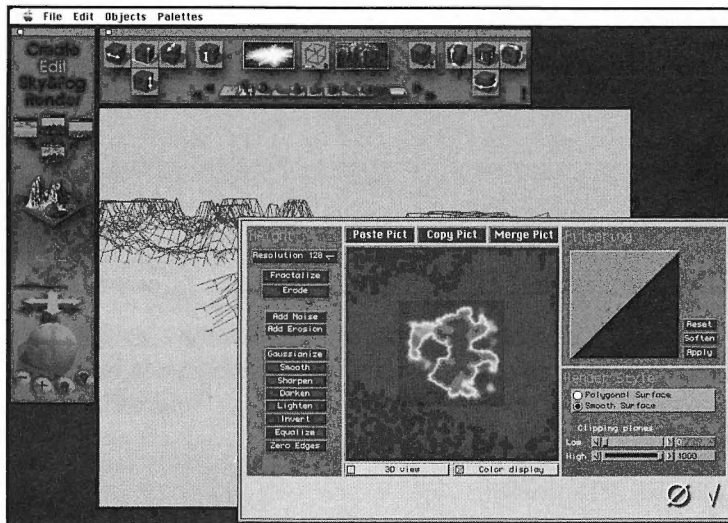 File Edit Objects Palettes
Create
Edit
Sky&Fog
Render
Paste Pict Copy Pict Merge Pict
Height
Resolution 128
Fractalize
Erode
Add Noise
Add Erosion
Gaussianize
Smooth
Sharpen
Darken
Lighten
Invert
Equalize
Zero Edges
3D view
Color display
Filtering
Reset
Soften
Apply
Render Style
Polygonal Surface
Smooth Surface
Clipping planes
Low 0
High 1000